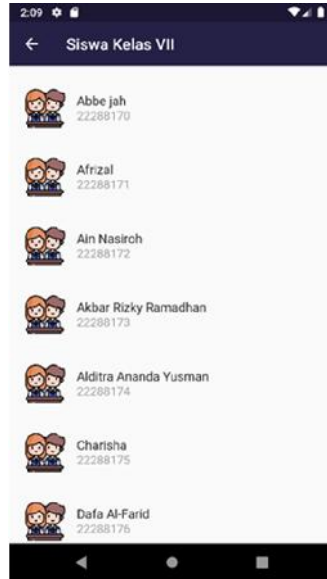 2:09
Siswa Kelas VII
Abbe jah
22288170
Afrizal
22288171
Ain Nasiroh
22288172
Akbar Rizky Ramadhan
22288173
Alditra Ananda Yusman
22288174
Charisha
22288175
Dafa Al-Farid
22288176